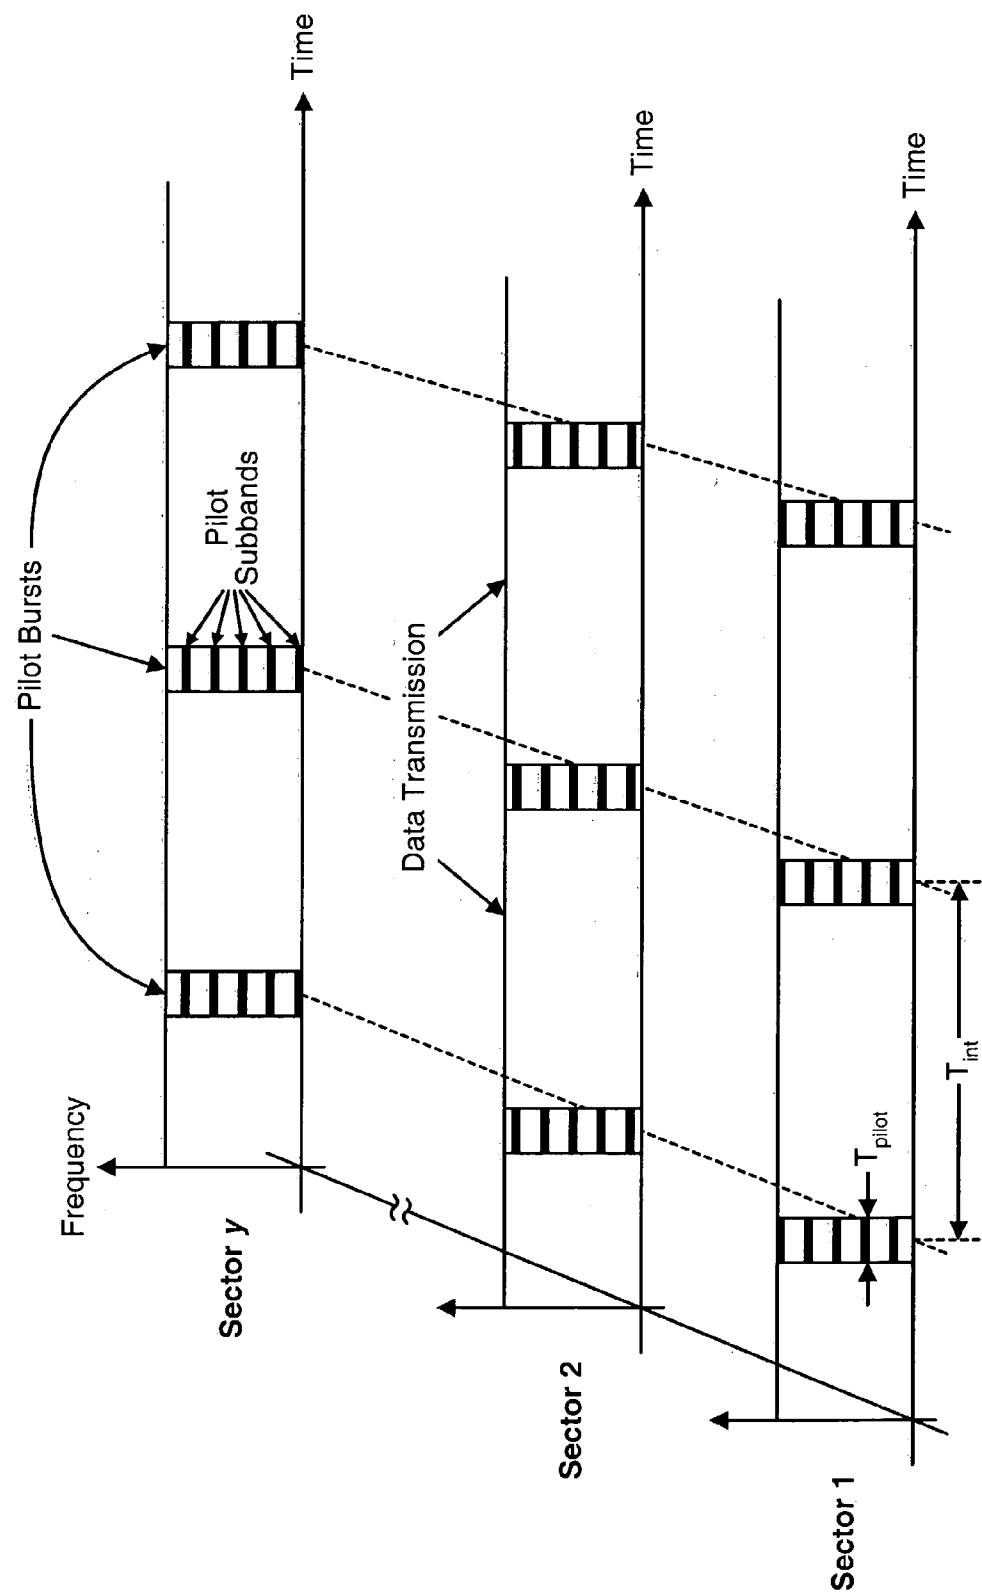 Pilot Bursts
Frequency
Time
Pilot
Subbands
Sector y
Data Transmission
Time
Sector 2
Time
T_pilot
T_int
Sector 1